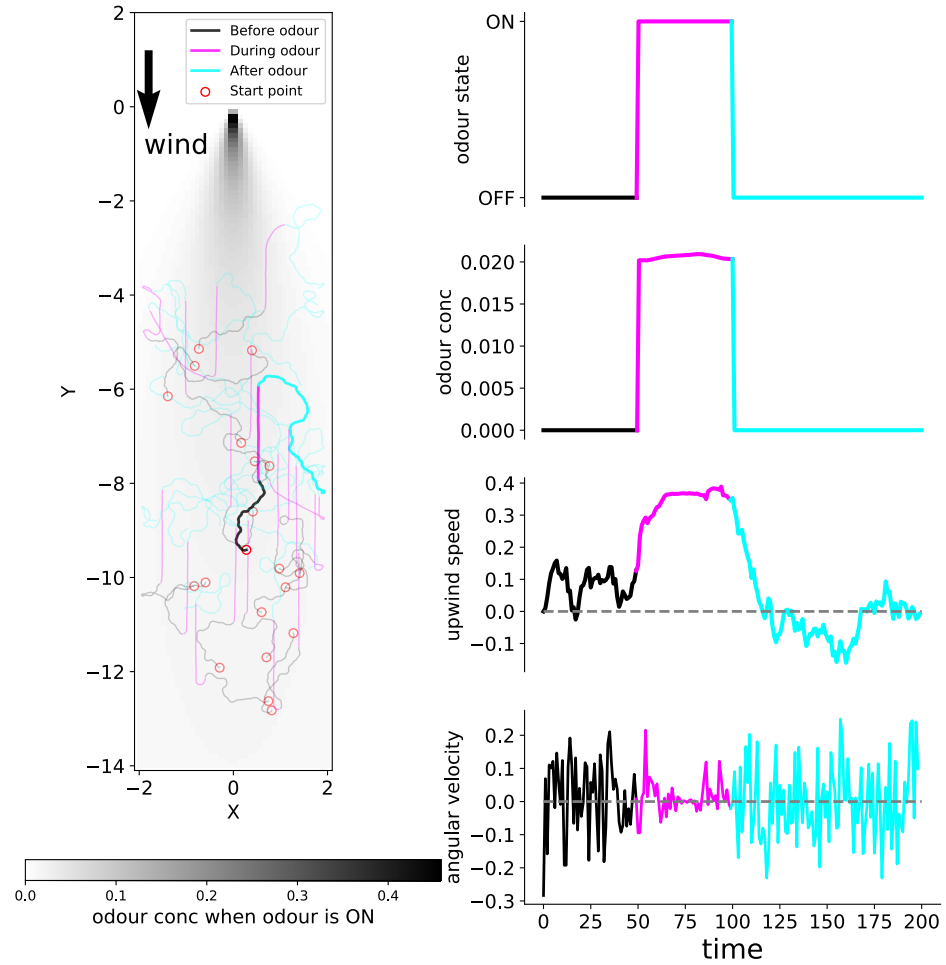 2
0
−2
−4
−6
−8
−10
−12
−14
Y
−2
0
2
X
Before odour
During odour
After odour
Start point
wind
0.0
0.1
0.2
0.3
0.4
odour conc when odour is ON
ON
OFF
odour state
0.020
0.015
0.010
0.005
0.000
odour conc
0.4
0.3
0.2
0.1
0.0
−0.1
upwind speed
0.2
0.1
0.0
−0.1
−0.2
−0.3
angular velocity
0
25
50
75
100
125
150
175
200
time